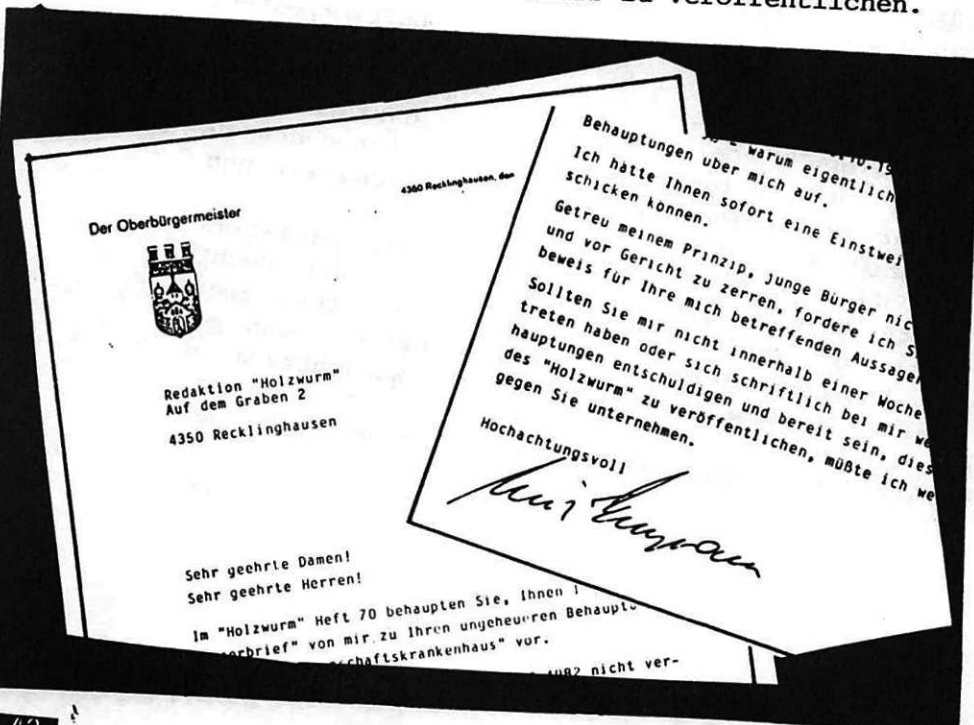 zu veröffentlichen.
Der Oberbürgermeister
4350 Recklinghausen, den
Redaktion "Holzwurm"
Auf dem Graben 2
4350 Recklinghausen
Sehr geehrte Damen!
Sehr geehrte Herren!
Im "Holzwurm" Heft 70 behaupten Sie, Ihnen
von mir zu Ihren ungeheueren
vor.
1982 nicht ver-
warum eigentlich
Behauptungen über mich auf.
Ich hätte Ihnen sofort eine Einstwei
schicken können.
Getreu meinem Prinzip, junge Bürger nic
und vor Gericht zu zerren, fordere ich S
beweis für Ihre mich betreffenden Aussagen
Sollten Sie mir nicht innerhalb einer Woche
treten haben oder sich schriftlich bei mir we
hauptungen entschuldigen und bereit sein, dies
des "Holzwurm" zu veröffentlichen, müßte ich we
gegen Sie unternehmen.
Hochachtungsvoll
42